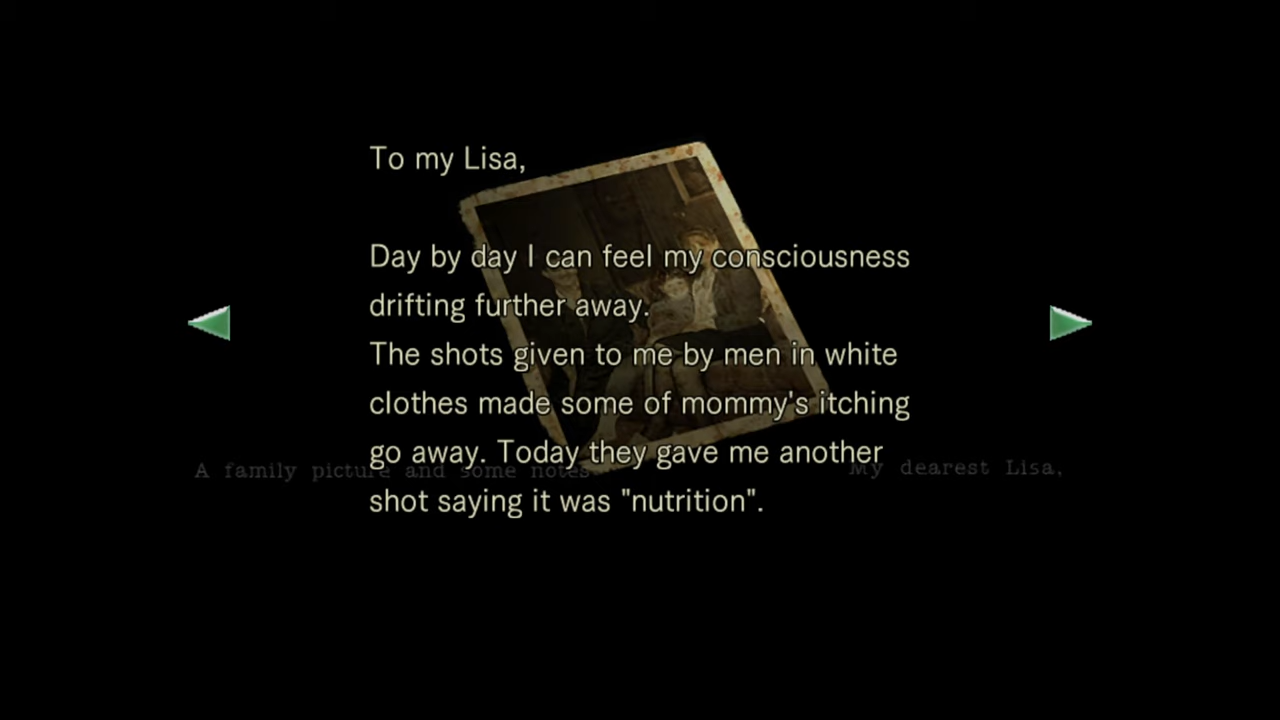 To my Lisa,
Day by day I can feel my consciousness
drifting further away.
The shots given to me by men in white
clothes made some of mommy's itching
go away. Today they gave me another
shot saying it was "nutrition".
A family picture and some notes
My dearest Lisa,